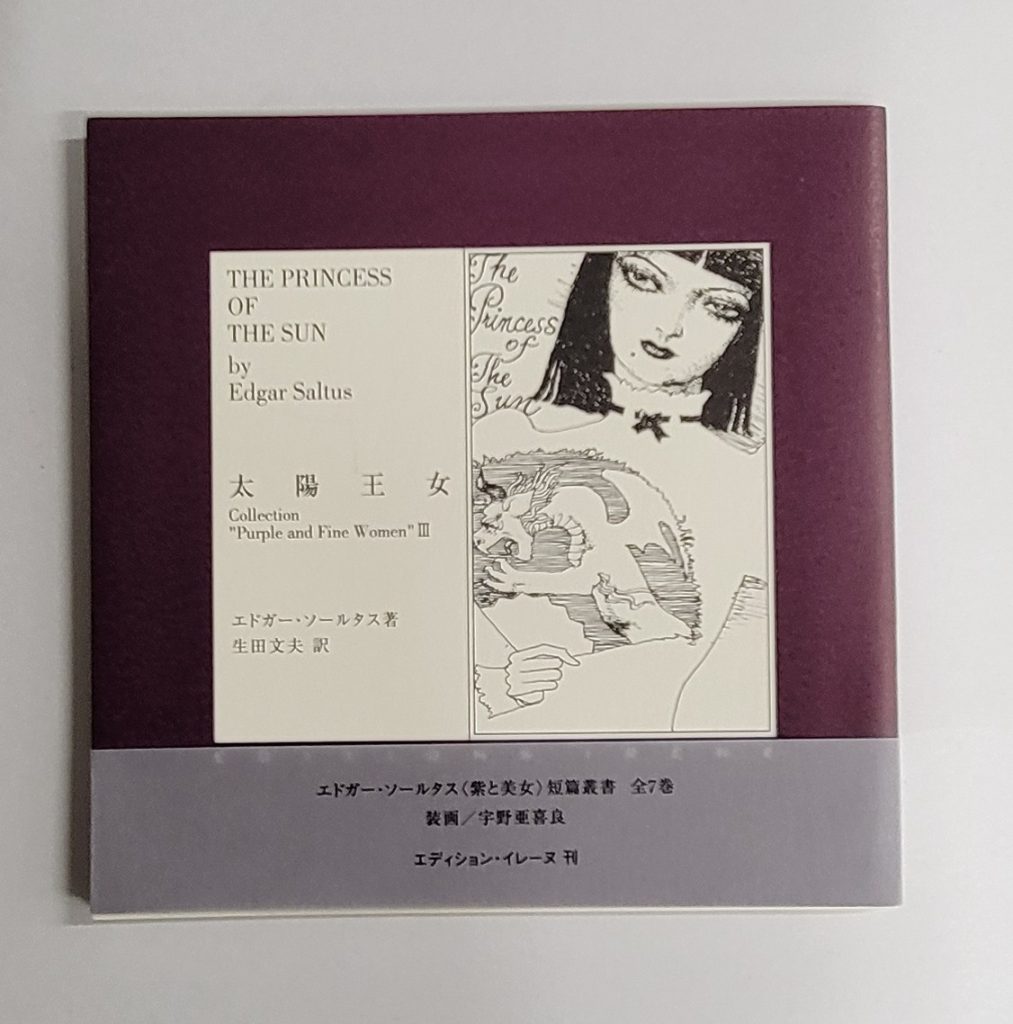 THE PRINCESS
OF
THE SUN
by
Edgar Saltus
太陽王女
Collection
"Purple and Fine Women" Ⅲ
エドガー・ソールタス著
生田文夫 訳
The
Princess
of
The
Sun
エドガー・ソールタス〈紫と美女〉短篇叢書 全7巻
装画／宇野亜喜良
エディション・イレーヌ 刊